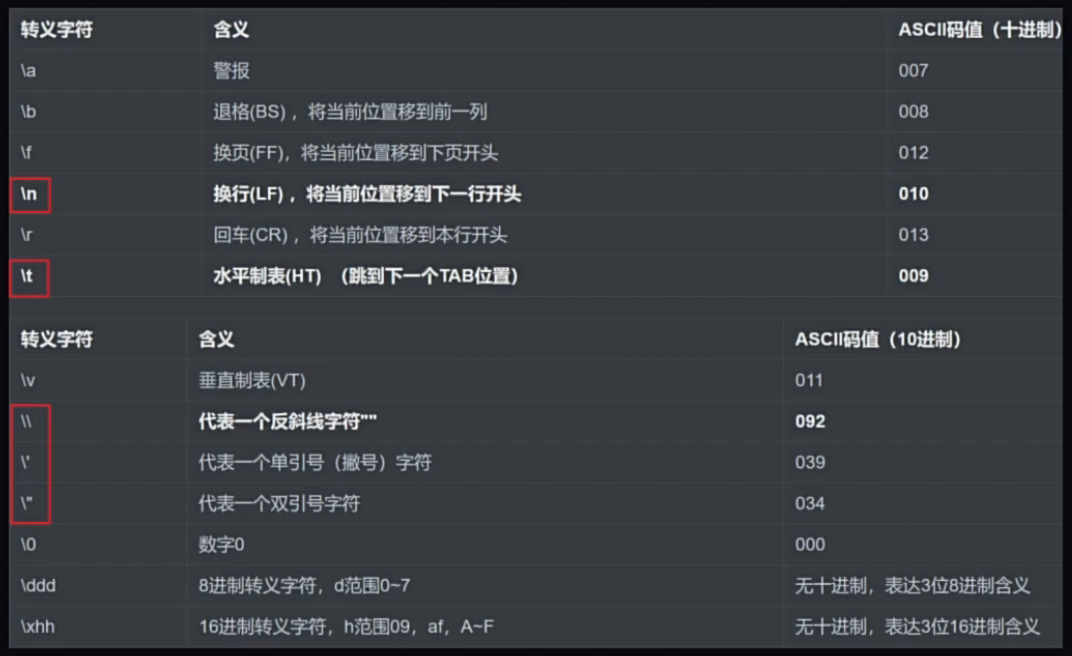 转义字符 含义 ASCII码值（十进制）
\a 警报 007
\b 退格(BS) ，将当前位置移到前一列 008
\f 换页(FF)，将当前位置移到下页开头 012
\n 换行(LF) ，将当前位置移到下一行开头 010
\r 回车(CR) ，将当前位置移到本行开头 013
\t 水平制表(HT) （跳到下一个TAB位置） 009
转义字符 含义 ASCII码值（10进制）
\v 垂直制表(VT) 011
\\ 代表一个反斜线字符"" 092
\' 代表一个单引号（撇号）字符 039
\" 代表一个双引号字符 034
\0 数字0 000
\ddd 8进制转义字符，d范围0~7 无十进制，表达3位8进制含义
\xhh 16进制转义字符，h范围09，af，A~F 无十进制，表达3位16进制含义